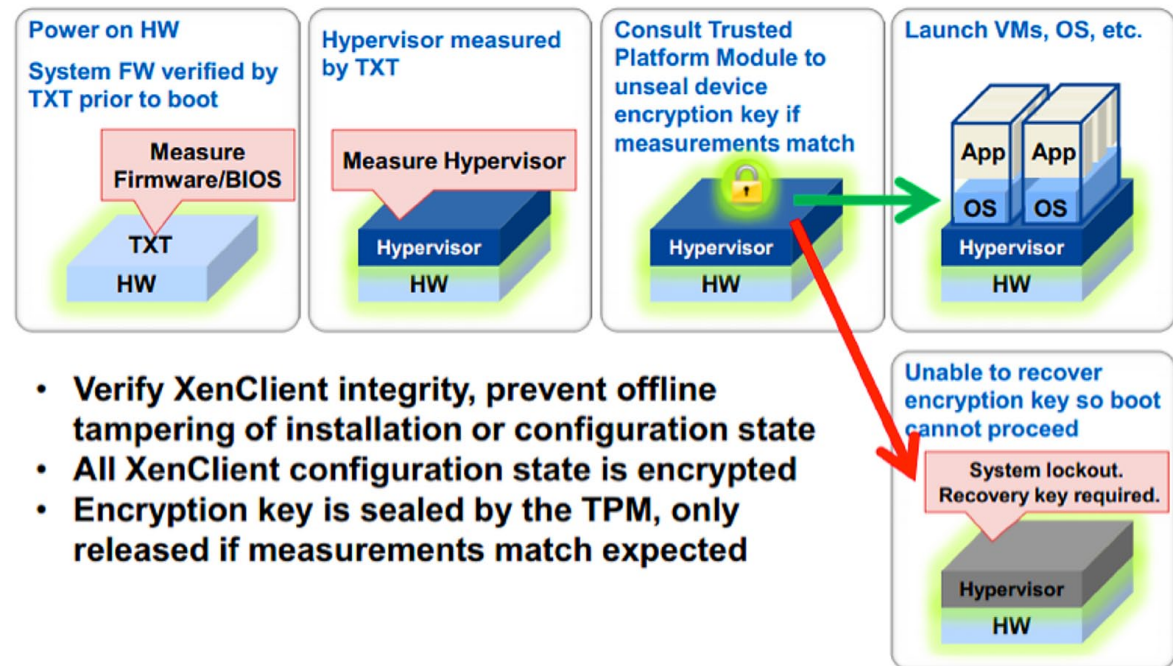 Power on HW
System FW verified by
TXT prior to boot
Measure
Firmware/BIOS
TXT
HW
Hypervisor measured
by TXT
Measure Hypervisor
Hypervisor
HW
Consult Trusted
Platform Module to
unseal device
encryption key if
measurements match
Hypervisor
HW
Launch VMs, OS, etc.
App
App
OS
OS
Hypervisor
HW
• Verify XenClient integrity, prevent offline
tampering of installation or configuration state
• All XenClient configuration state is encrypted
• Encryption key is sealed by the TPM, only
released if measurements match expected
Unable to recover
encryption key so boot
cannot proceed
System lockout.
Recovery key required.
Hypervisor
HW